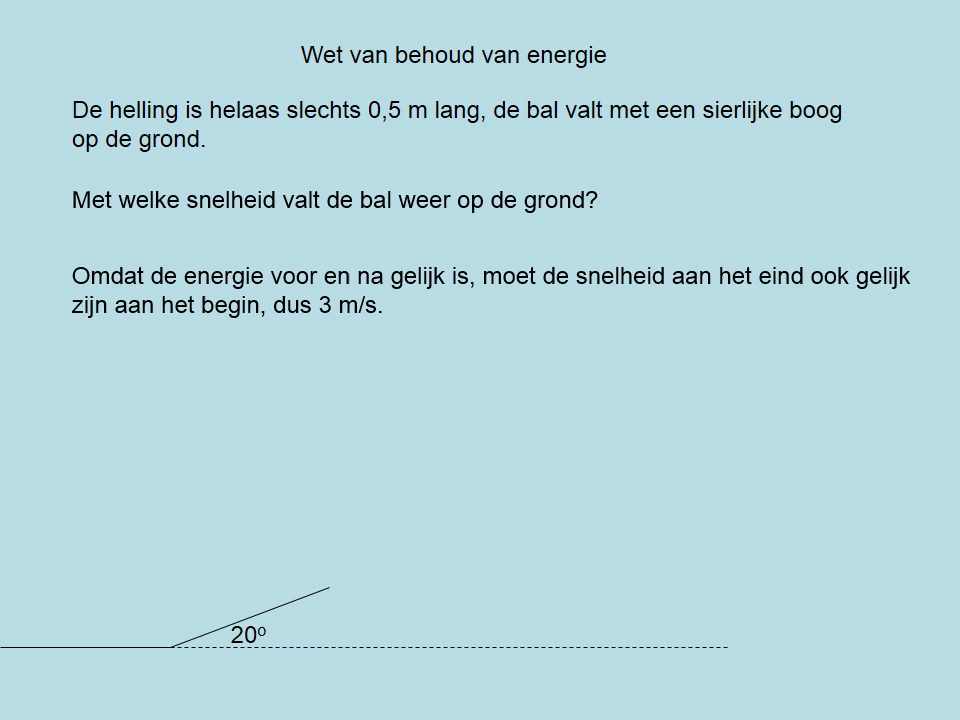 Wet van behoud van energie
De helling is helaas slechts 0,5 m lang, de bal valt met een sierlijke boog
op de grond.
Met welke snelheid valt de bal weer op de grond?
Omdat de energie voor en na gelijk is, moet de snelheid aan het eind ook gelijk
zijn aan het begin, dus 3 m/s.
20º